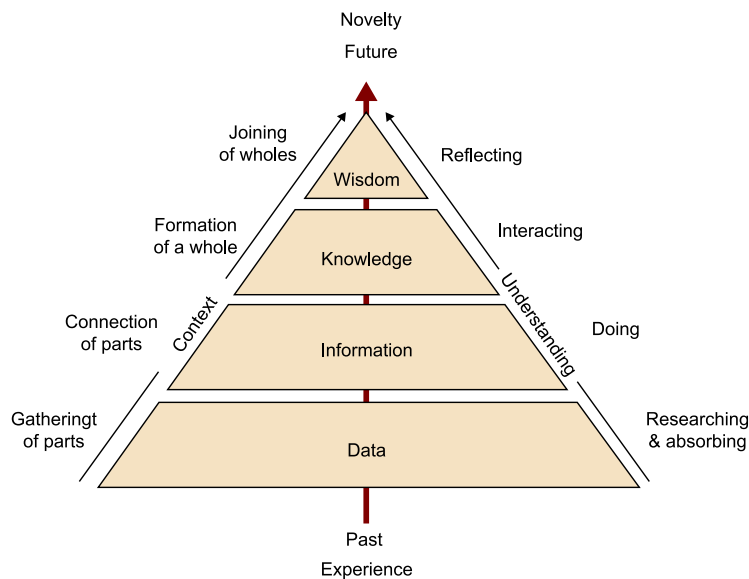 Novelty
Future
Joining
of wholes
Reflecting
Wisdom
Formation
of a whole
Interacting
Knowledge
Context
Understanding
Connection
of parts
Doing
Information
Gatheringt
of parts
Researching
& absorbing
Data
Past
Experience